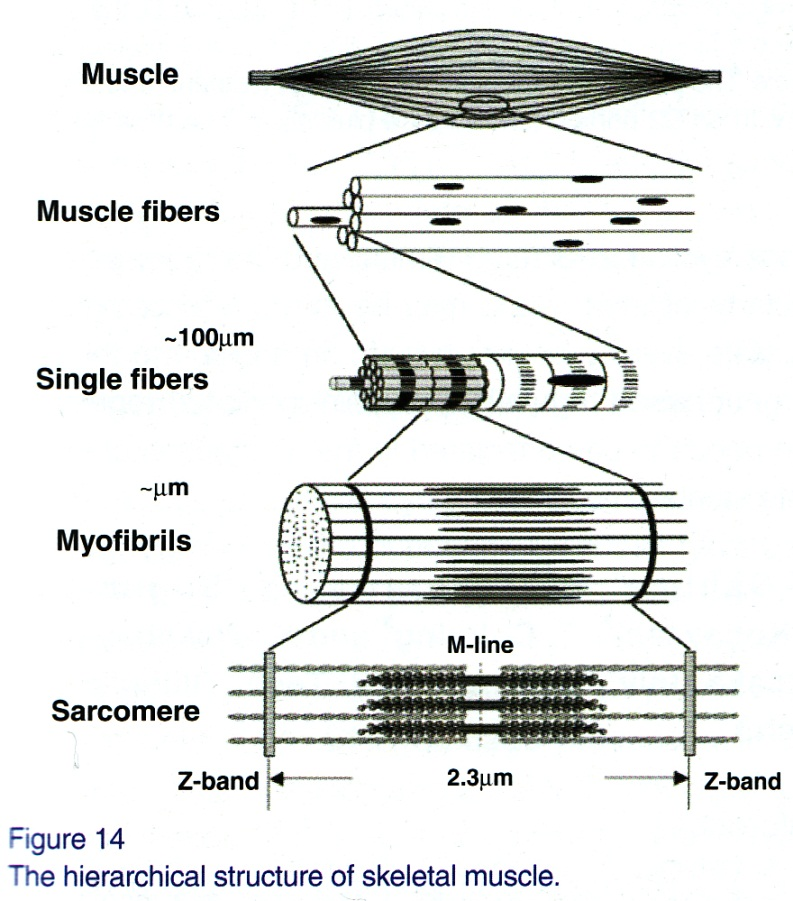 Muscle
Muscle fibers
~100μm
Single fibers
~μm
Myofibrils
M-line
Sarcomere
Z-band
2.3μm
Z-band
Figure 14
The hierarchical structure of skeletal muscle.